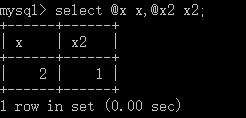 mysql> select @x x,@x2 x2;
+------+------+
| x    | x2   |
+------+------+
|    2 |    1 |
+------+------+
1 row in set (0.00 sec)